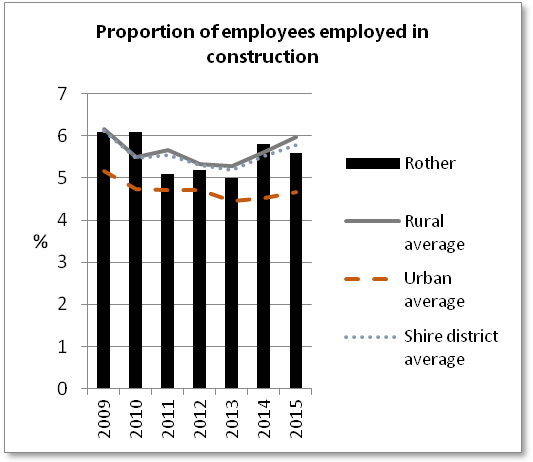 Proportion of employees employed in
construction
7
6
5
4
3
2
1
0
%
2009
2010
2011
2012
2013
2014
2015
Rother
Rural
average
Urban
average
Shire district
average